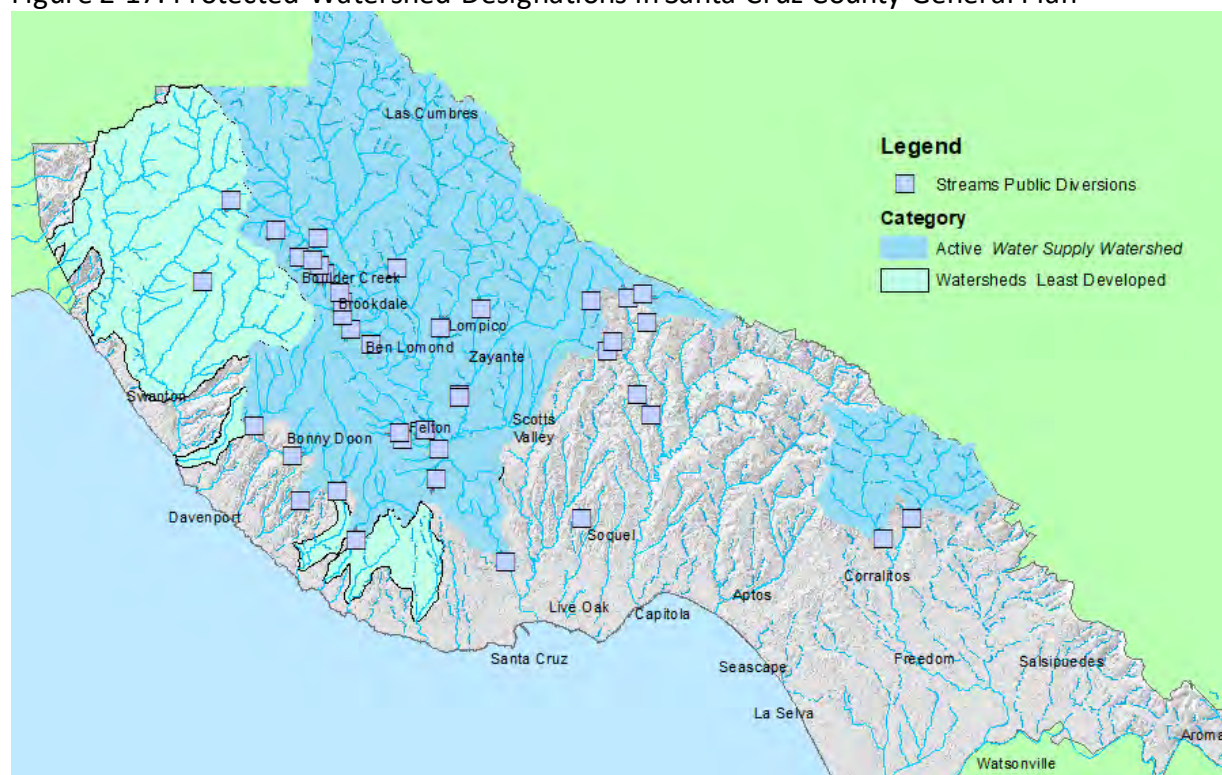 Figure 2-17. Protected Watershed Designations in Santa Cruz County General Plan
Las Cumbres
Legend
Streams Public Diversions
Category
Active Water Supply Watershed
Watersheds Least Developed
Boulder Creek
Brookdale
Lompico
Ben Lomond
Zayante
Swanton
Scotts
Valley
Felton
Bonny Doon
Davenport
Soquel
Corralitos
Aptos
Live Oak
Capitola
Santa Cruz
Seascape
Freedom
Salsipuedes
La Selva
Aroma
Watsonville